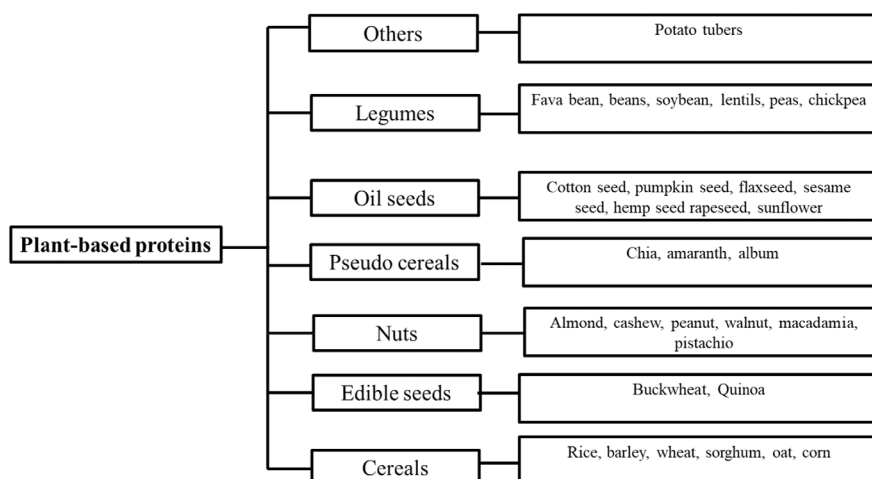 Others
Potato tubers
Legumes
Fava bean, beans, soybean, lentils, peas, chickpea
Oil seeds
Cotton seed, pumpkin seed, flaxseed, sesame
seed, hemp seed rapeseed, sunflower
Plant-based proteins
Pseudo cereals
Chia, amaranth, album
Nuts
Almond, cashew, peanut, walnut, macadamia,
pistachio
Edible seeds
Buckwheat, Quinoa
Cereals
Rice, barley, wheat, sorghum, oat, corn